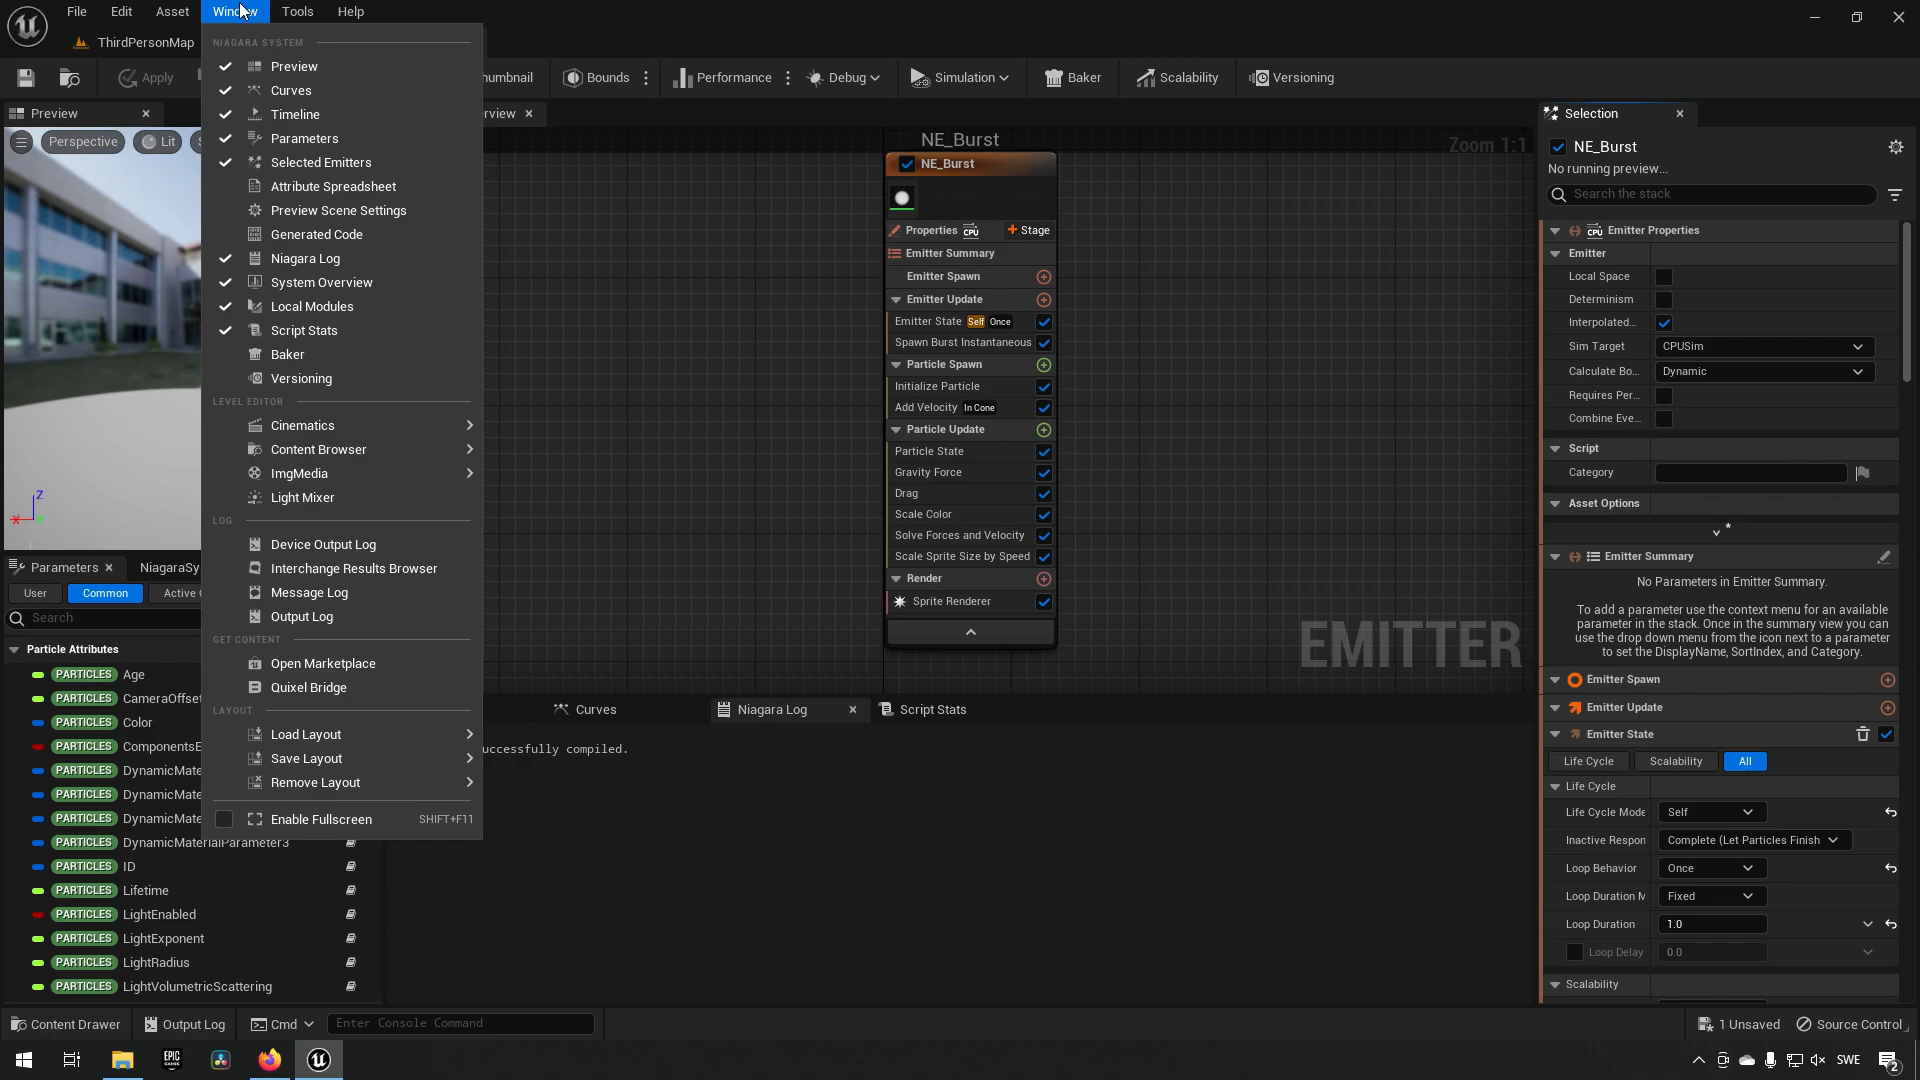 File Edit Asset Window Tools Help
ThirdPersonMap
Apply
humbnail
Bounds
Performance
Debug
Simulation
Baker
Scalability
Versioning
Preview
rview
Perspective
Lit
Z
X
Y
NIAGARA SYSTEM
Preview
Curves
Timeline
Parameters
Selected Emitters
Attribute Spreadsheet
Preview Scene Settings
Generated Code
Niagara Log
System Overview
Local Modules
Script Stats
Baker
Versioning
LEVEL EDITOR
Cinematics
Content Browser
ImgMedia
Light Mixer
LOG
Device Output Log
Interchange Results Browser
Message Log
Output Log
GET CONTENT
Open Marketplace
Quixel Bridge
LAYOUT
Load Layout
Save Layout
Remove Layout
Enable Fullscreen SHIFT+F11
Parameters
NiagaraSy
User
Common
Active
Search
Particle Attributes
PARTICLES Age
PARTICLES CameraOffset
PARTICLES Color
PARTICLES ComponentsE
PARTICLES DynamicMate
PARTICLES DynamicMate
PARTICLES DynamicMate
PARTICLES DynamicMaterialParameter3
PARTICLES ID
PARTICLES Lifetime
PARTICLES LightEnabled
PARTICLES LightExponent
PARTICLES LightRadius
PARTICLES LightVolumetricScattering
Zoom 1:1
NE_Burst
NE_Burst
Properties CPU Stage
Emitter Summary
Emitter Spawn
Emitter Update
Emitter State Self Once
Spawn Burst Instantaneous
Particle Spawn
Initialize Particle
Add Velocity In Cone
Particle Update
Particle State
Gravity Force
Drag
Scale Color
Solve Forces and Velocity
Scale Sprite Size by Speed
Render
Sprite Renderer
EMITTER
Curves
Niagara Log
Script Stats
uccessfully compiled.
Selection
NE_Burst
No running preview...
Search the stack
CPU Emitter Properties
Emitter
Local Space
Determinism
Interpolated...
Sim Target CPUSim
Calculate Bo... Dynamic
Requires Per...
Combine Eve...
Script
Category
Asset Options
*
Emitter Summary
No Parameters in Emitter Summary.
To add a parameter use the context menu for an available
parameter in the stack. Once in the summary view you can
use the drop down menu from the icon next to a parameter
to set the DisplayName, SortIndex, and Category.
Emitter Spawn
Emitter Update
Emitter State
Life Cycle Scalability All
Life Cycle
Life Cycle Mode Self
Inactive Respon Complete (Let Particles Finish
Loop Behavior Once
Loop Duration M Fixed
Loop Duration 1.0
Loop Delay 0.0
Scalability
Content Drawer
Output Log
Cmd
Enter Console Command
1 Unsaved
Source Control
EPIC GAMES
SWE
2